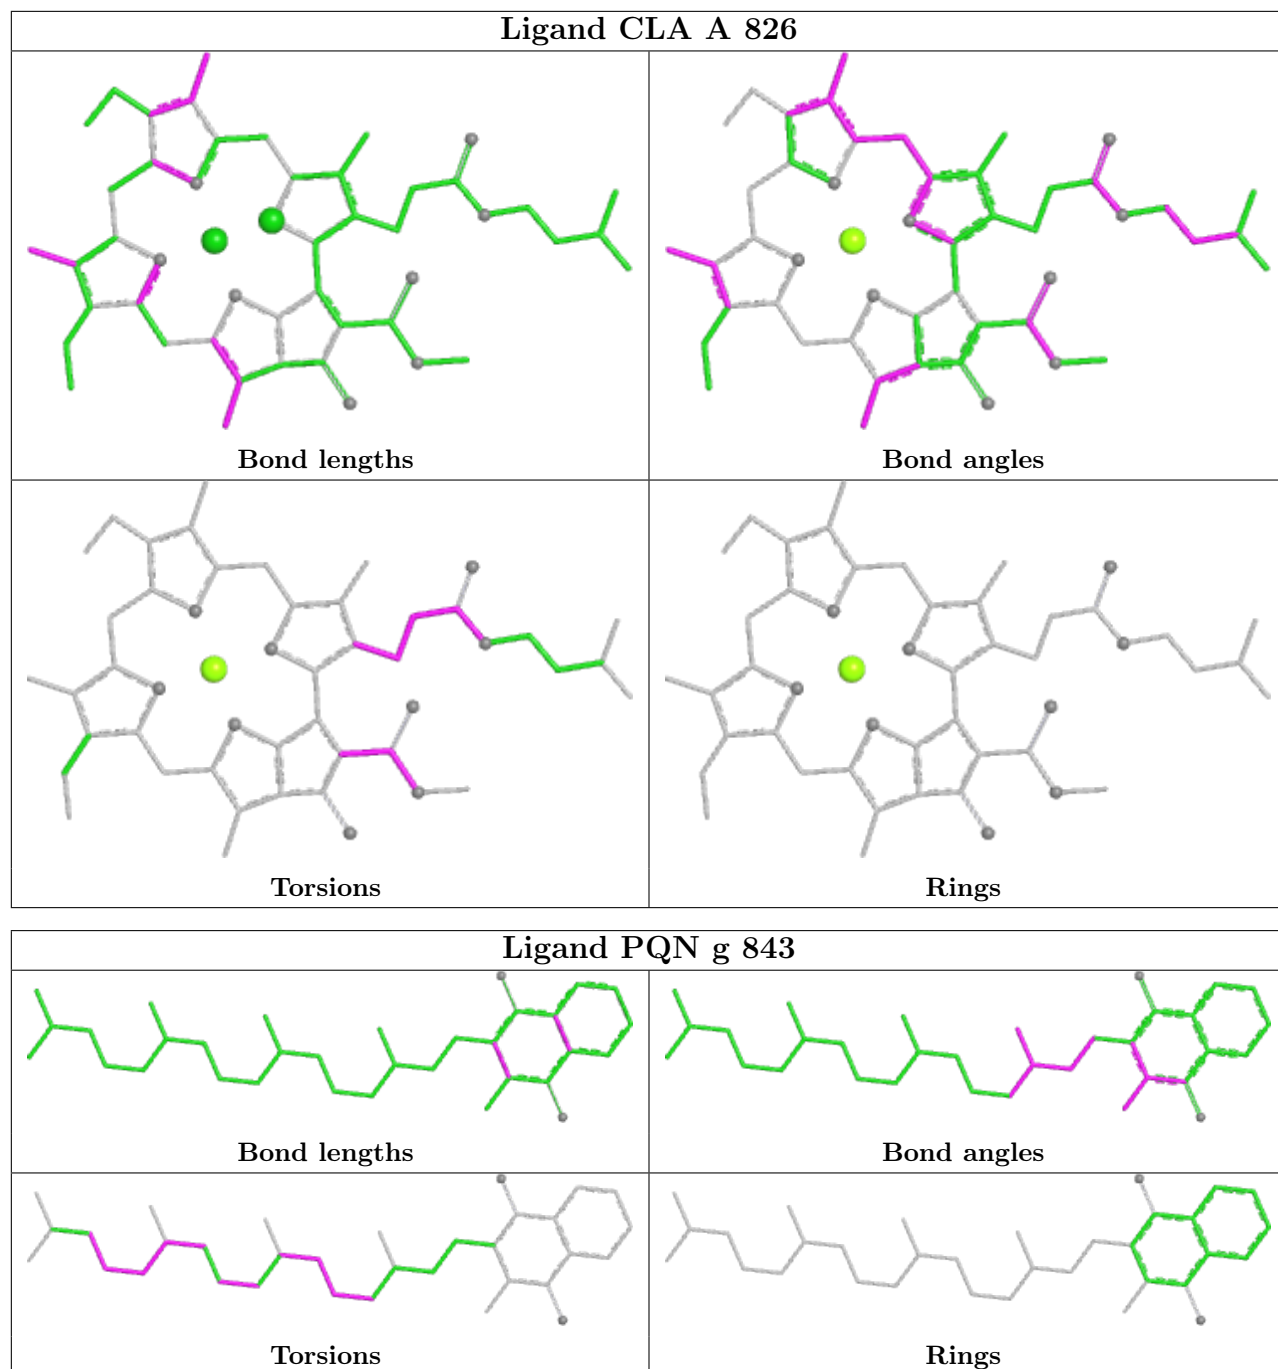 Ligand CLA A 826
Bond lengths
Bond angles
Torsions
Rings
Ligand PQN g 843
Bond lengths
Bond angles
Torsions
Rings